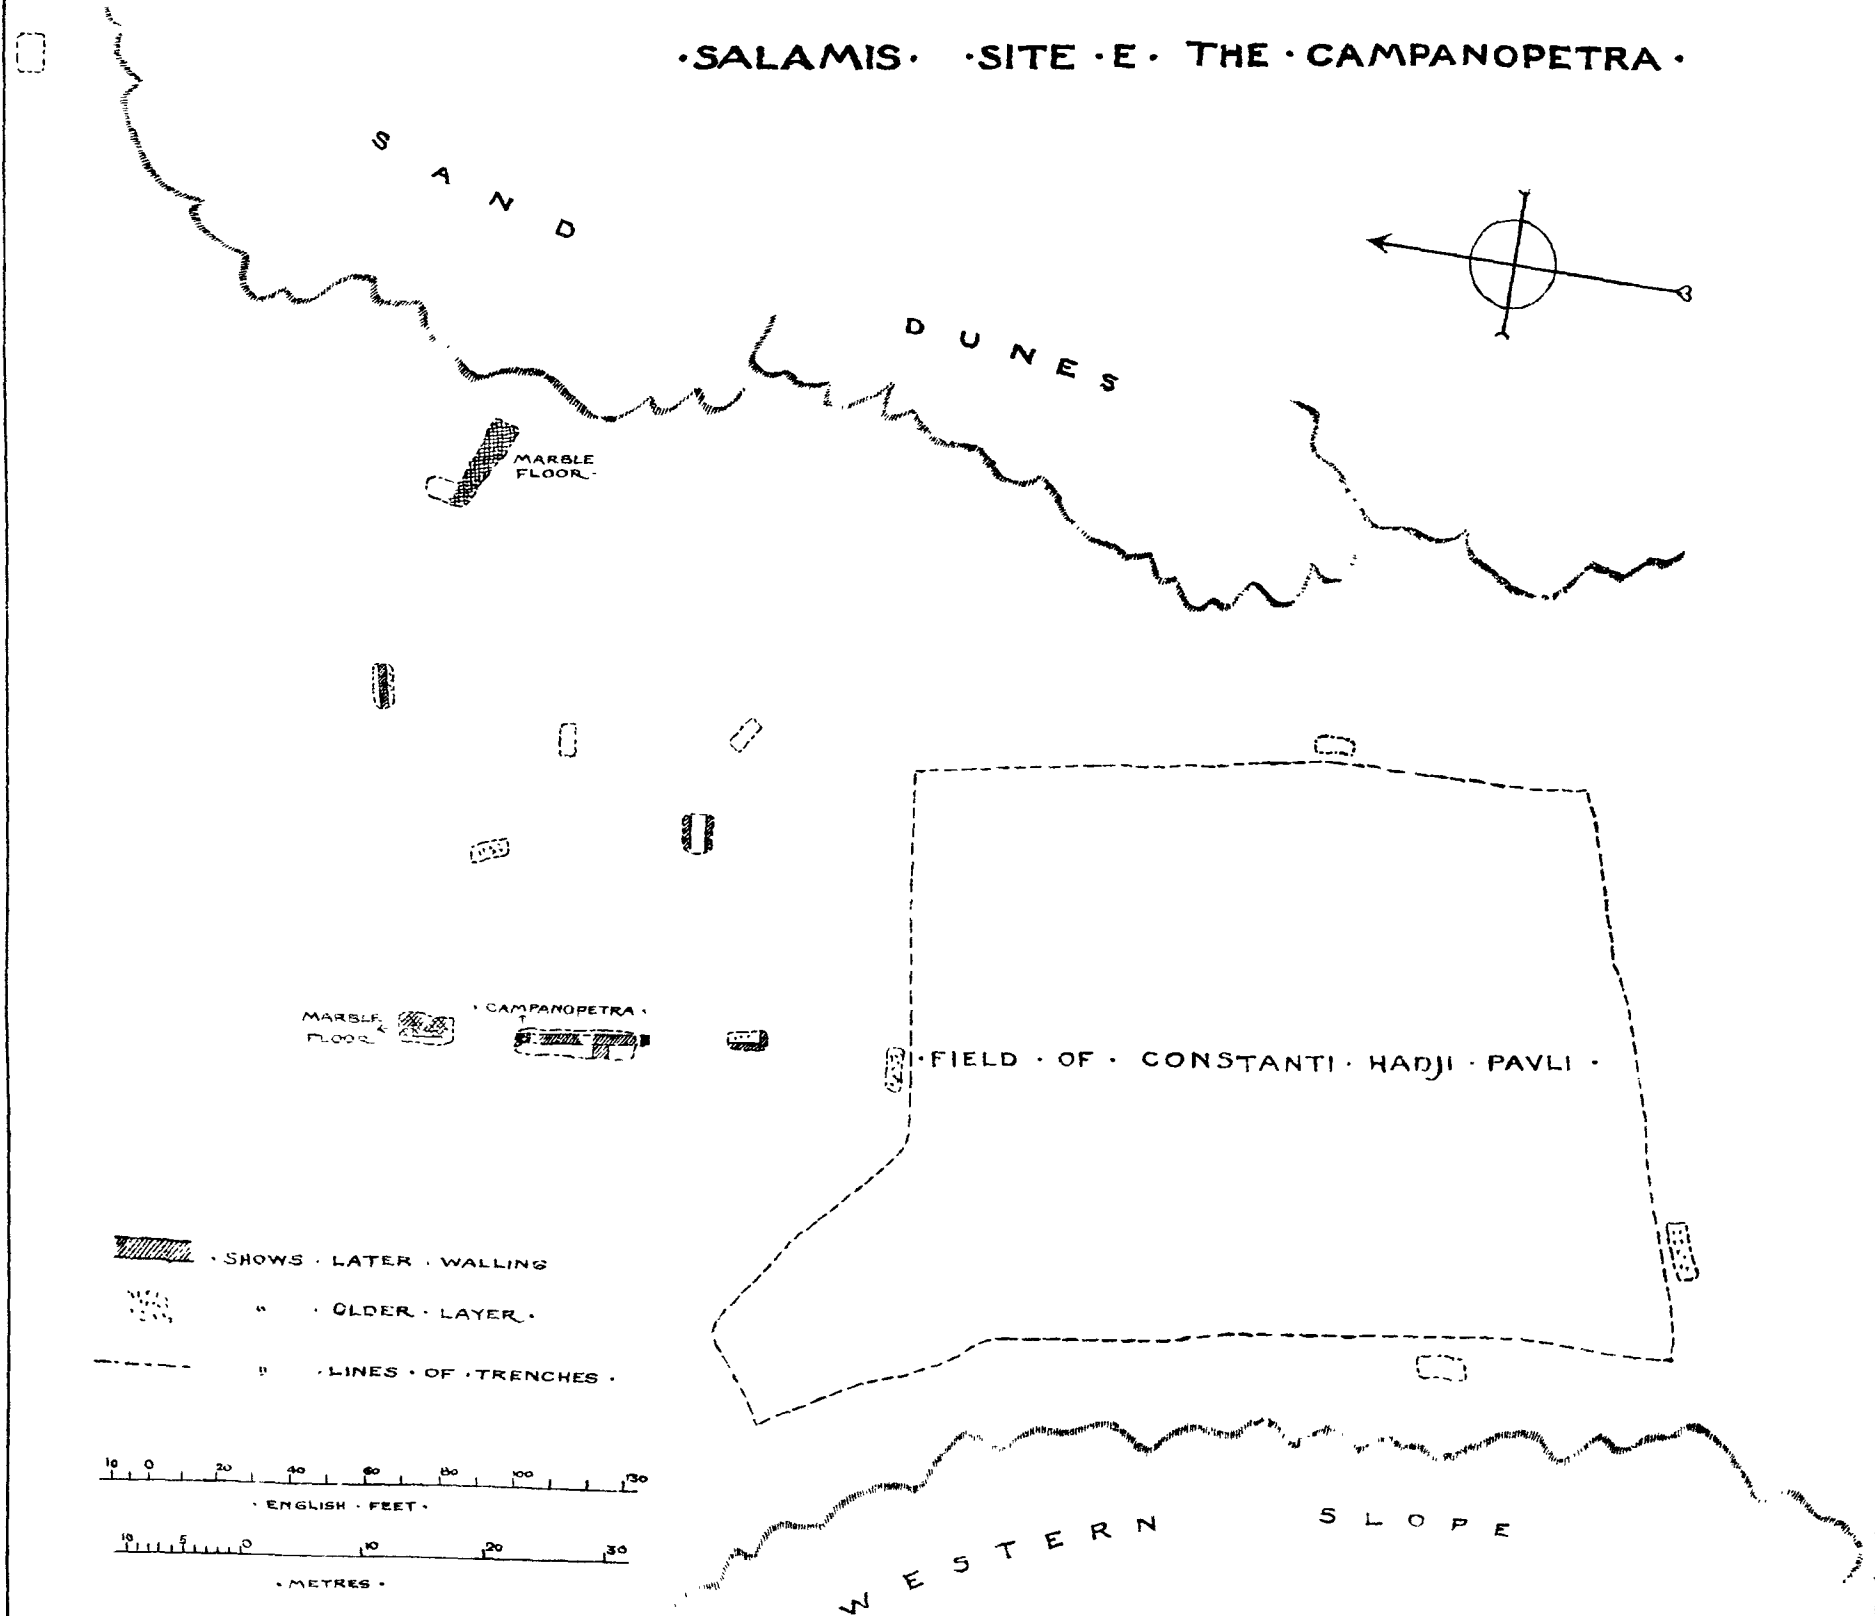 ·SALAMIS· ·SITE·E· THE·CAMPANOPETRA·
SAND
DUNES
MARBLE
FLOOR·
MARBLE
FLOOR
·CAMPANOPETRA·
·FIELD·OF·CONSTANTI·HADJI·PAVLI·
·SHOWS·LATER·WALLING
" ·OLDER·LAYER·
" ·LINES·OF·TRENCHES·
10 0 20 40 60 80 100 130
·ENGLISH·FEET·
10 5 0 10 20 30
·METRES·
WESTERN SLOPE